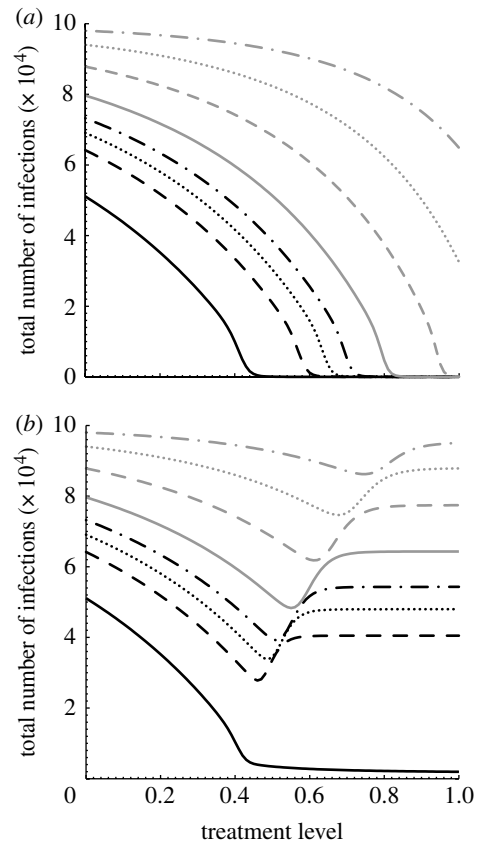 (a)
10
8
6
4
2
0
total number of infections (× 10⁴)
(b)
10
8
6
4
2
total number of infections (× 10⁴)
0 0.2 0.4 0.6 0.8 1.0
treatment level